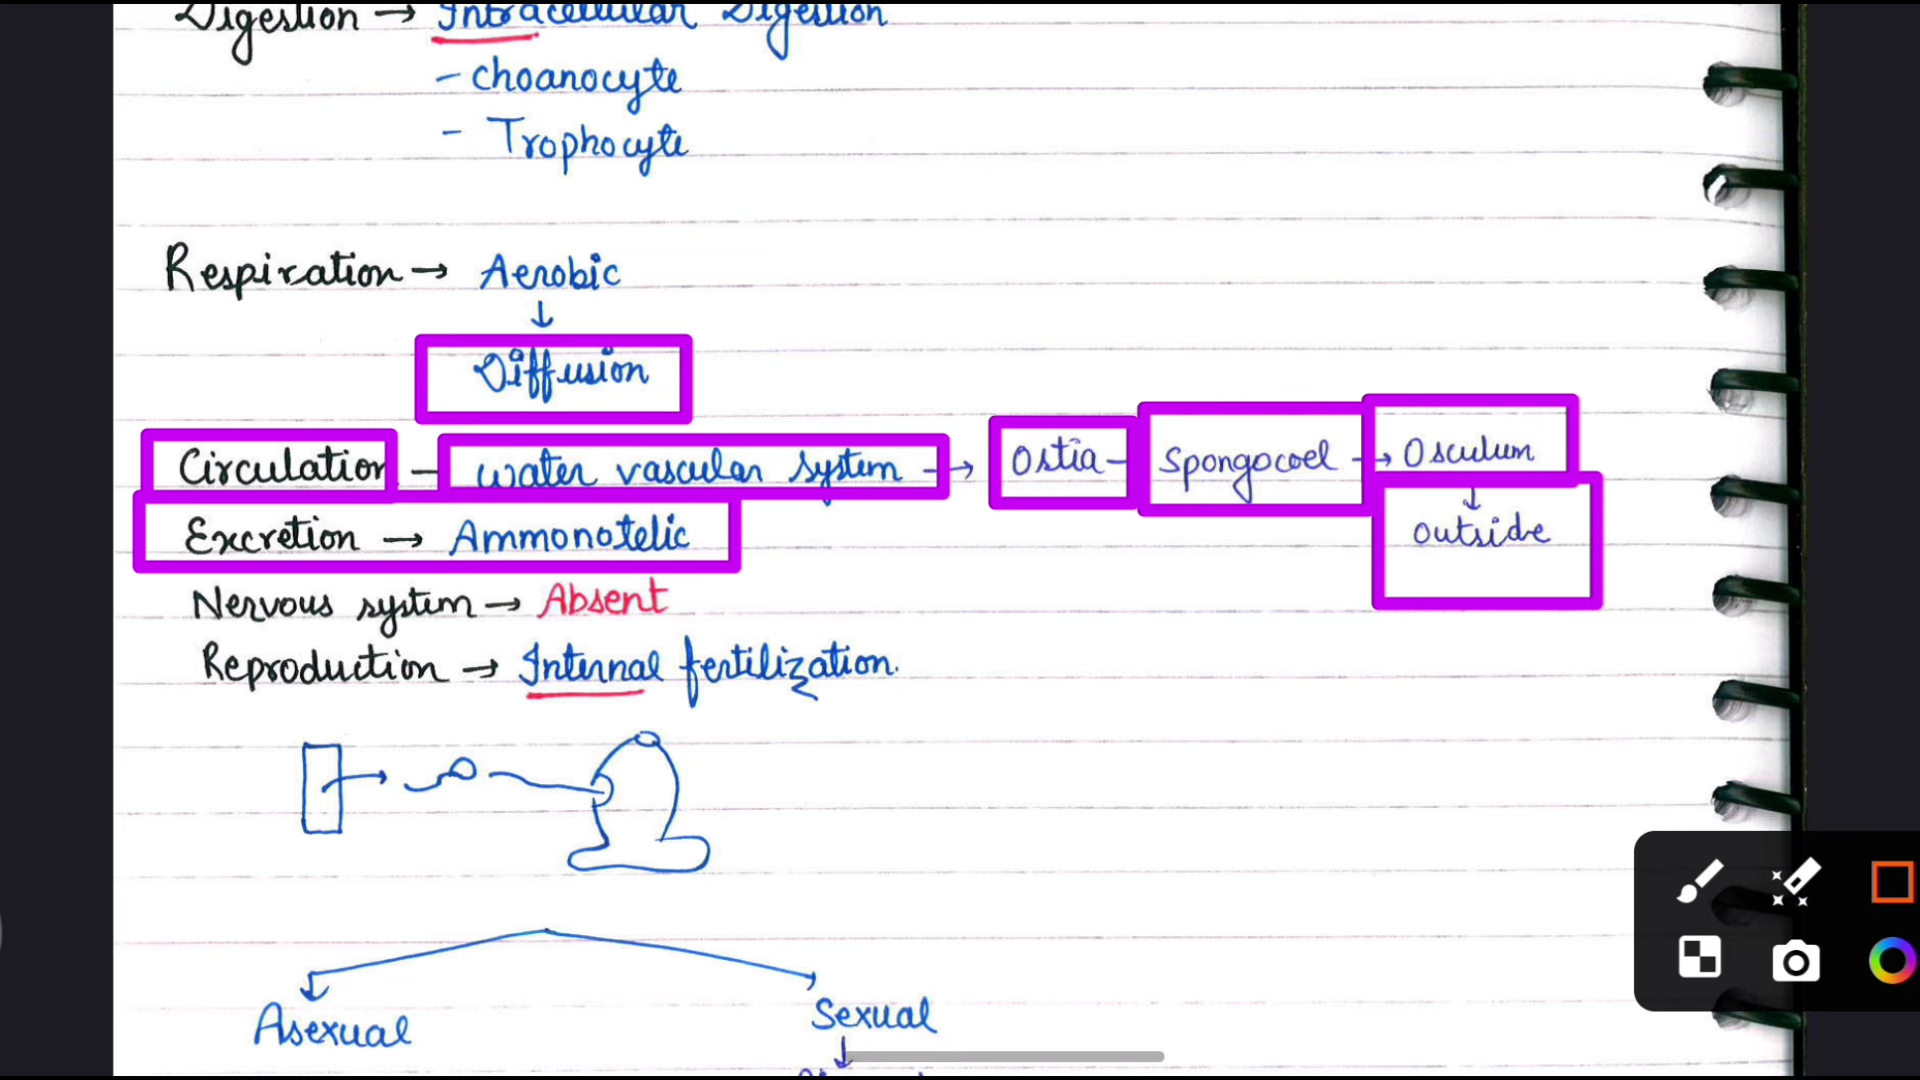 Digestion → Intracellular Digestion
- choanocyte
- Trophocyte
Respiration → Aerobic
↓
Diffusion
Circulation - water vascular system → Ostia - Spongocoel → Osculum
↓
Excretion → Ammonotelic
outside
Nervous system → Absent
Reproduction → Internal fertilization.
Asexual
Sexual
↓